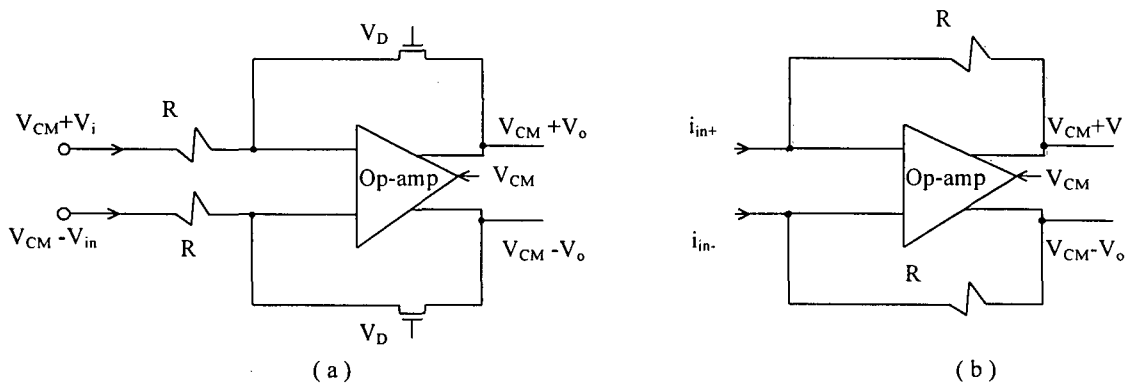 V_D
R
V_CM+V_i
V_CM+V_o
Op-amp
V_CM
V_CM-V_in
R
V_CM-V_o
V_D
( a )
R
i_in+
V_CM+V
Op-amp
V_CM
i_in-
V_CM-V_o
R
( b )